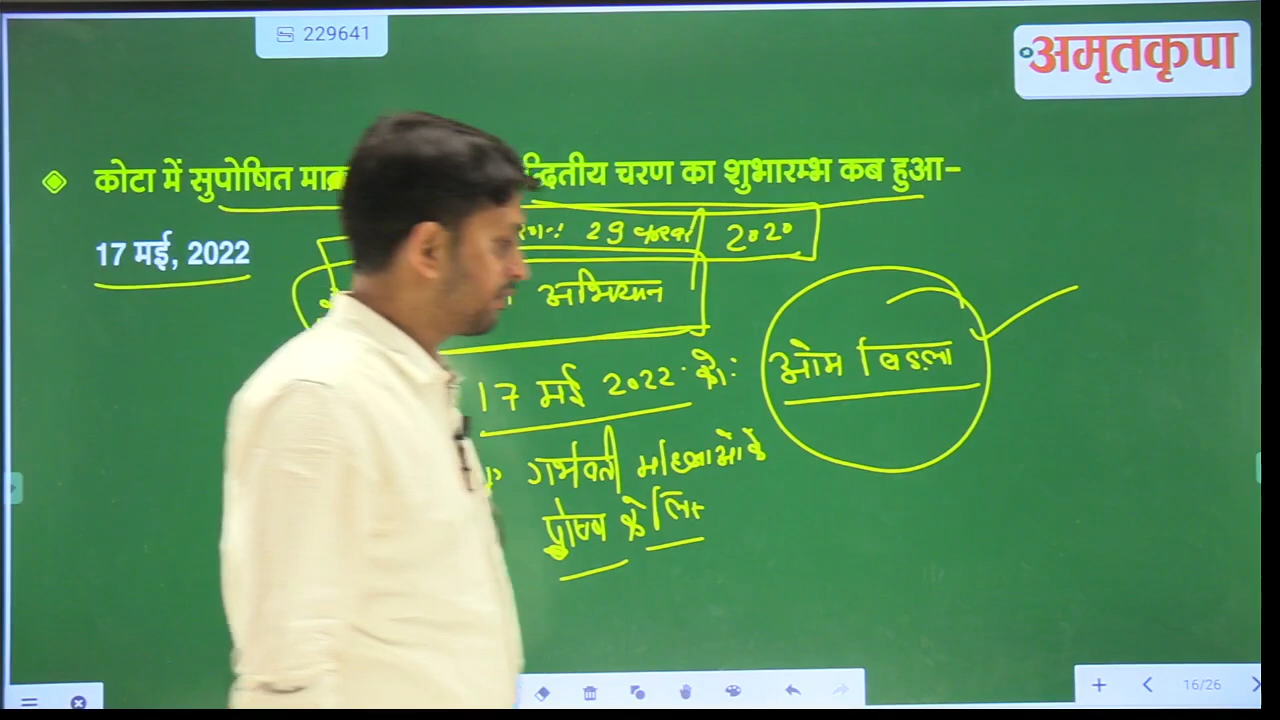 229641
अमृतकृपा
कोटा में सुपोषित द्वितीय चरण का शुभारम्भ कब हुआ-
17 मई, 2022
29 2020
अभियान
17 मई 2022 को:
ओम बिड़ला
गर्भवती महिलाओं के
पोषण के लिए
16/26